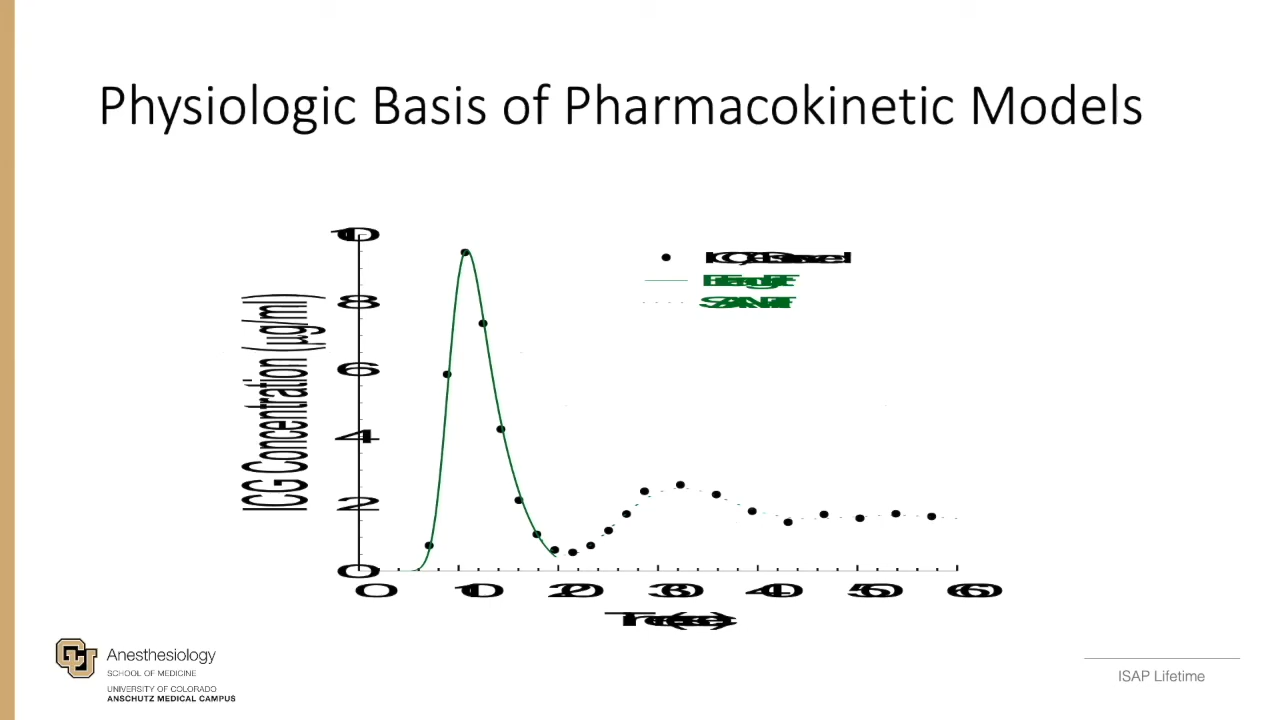 Physiologic Basis of Pharmacokinetic Models
10
8
6
4
2
0
ICG Concentration (µg/ml)
0 10 20 30 40 50 60
CU Anesthesiology
SCHOOL OF MEDICINE
UNIVERSITY OF COLORADO
ANSCHUTZ MEDICAL CAMPUS
ISAP Lifetime